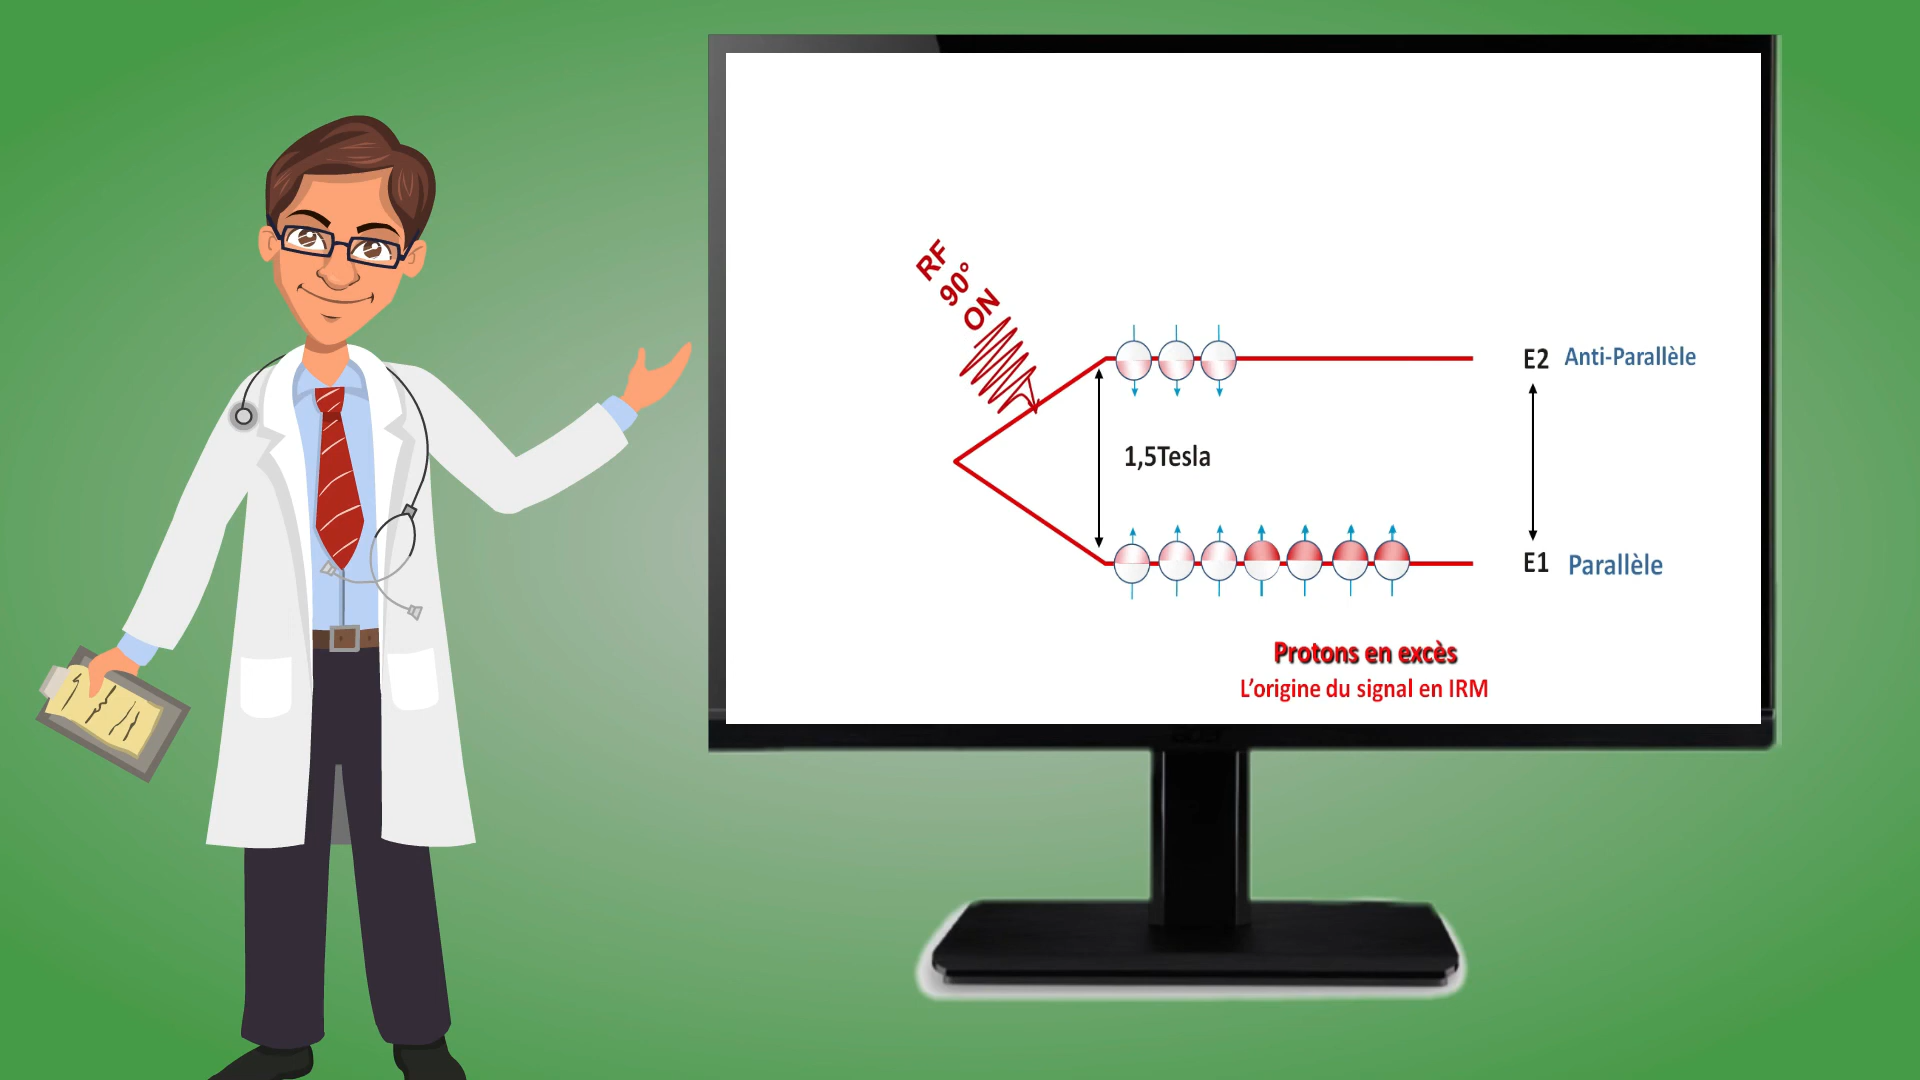 RF
90°
ON
E2 Anti-Parallèle
1,5Tesla
E1 Parallèle
Protons en excès
L'origine du signal en IRM